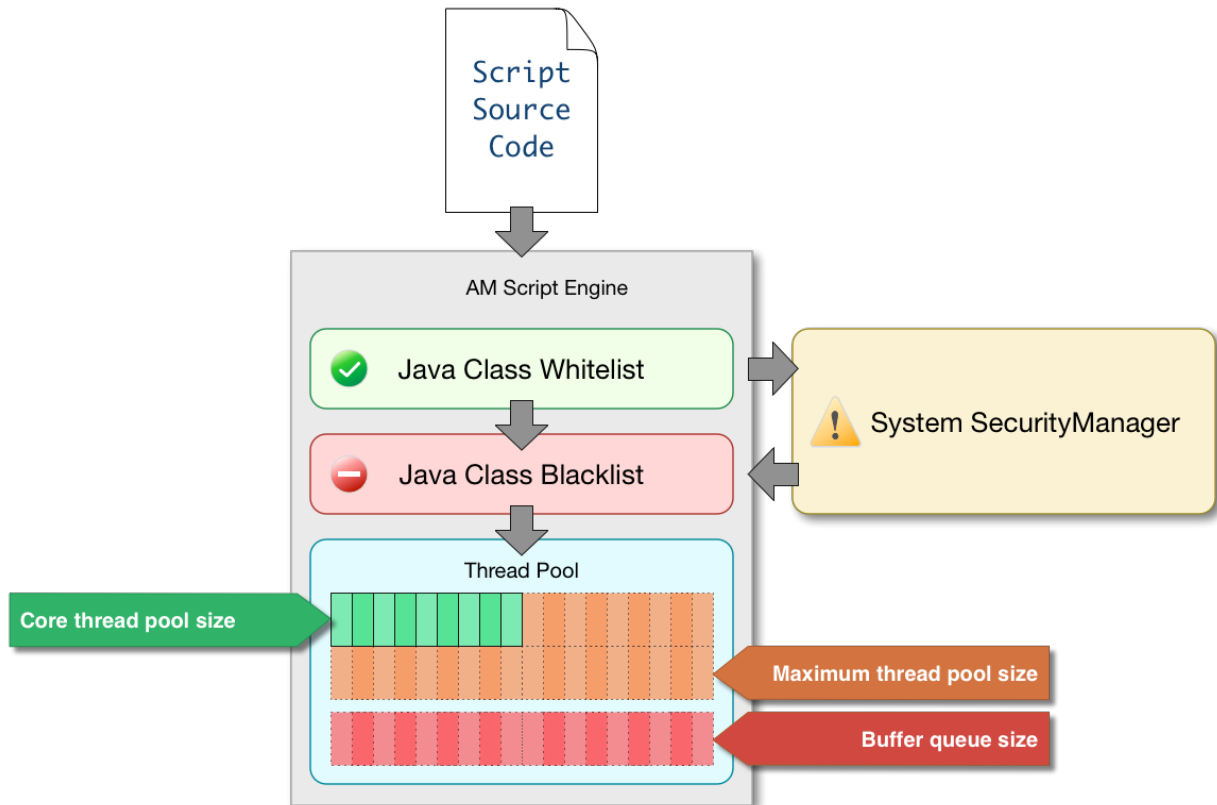 Script
Source
Code
AM Script Engine
Java Class Whitelist
System SecurityManager
Java Class Blacklist
Thread Pool
Core thread pool size
Maximum thread pool size
Buffer queue size